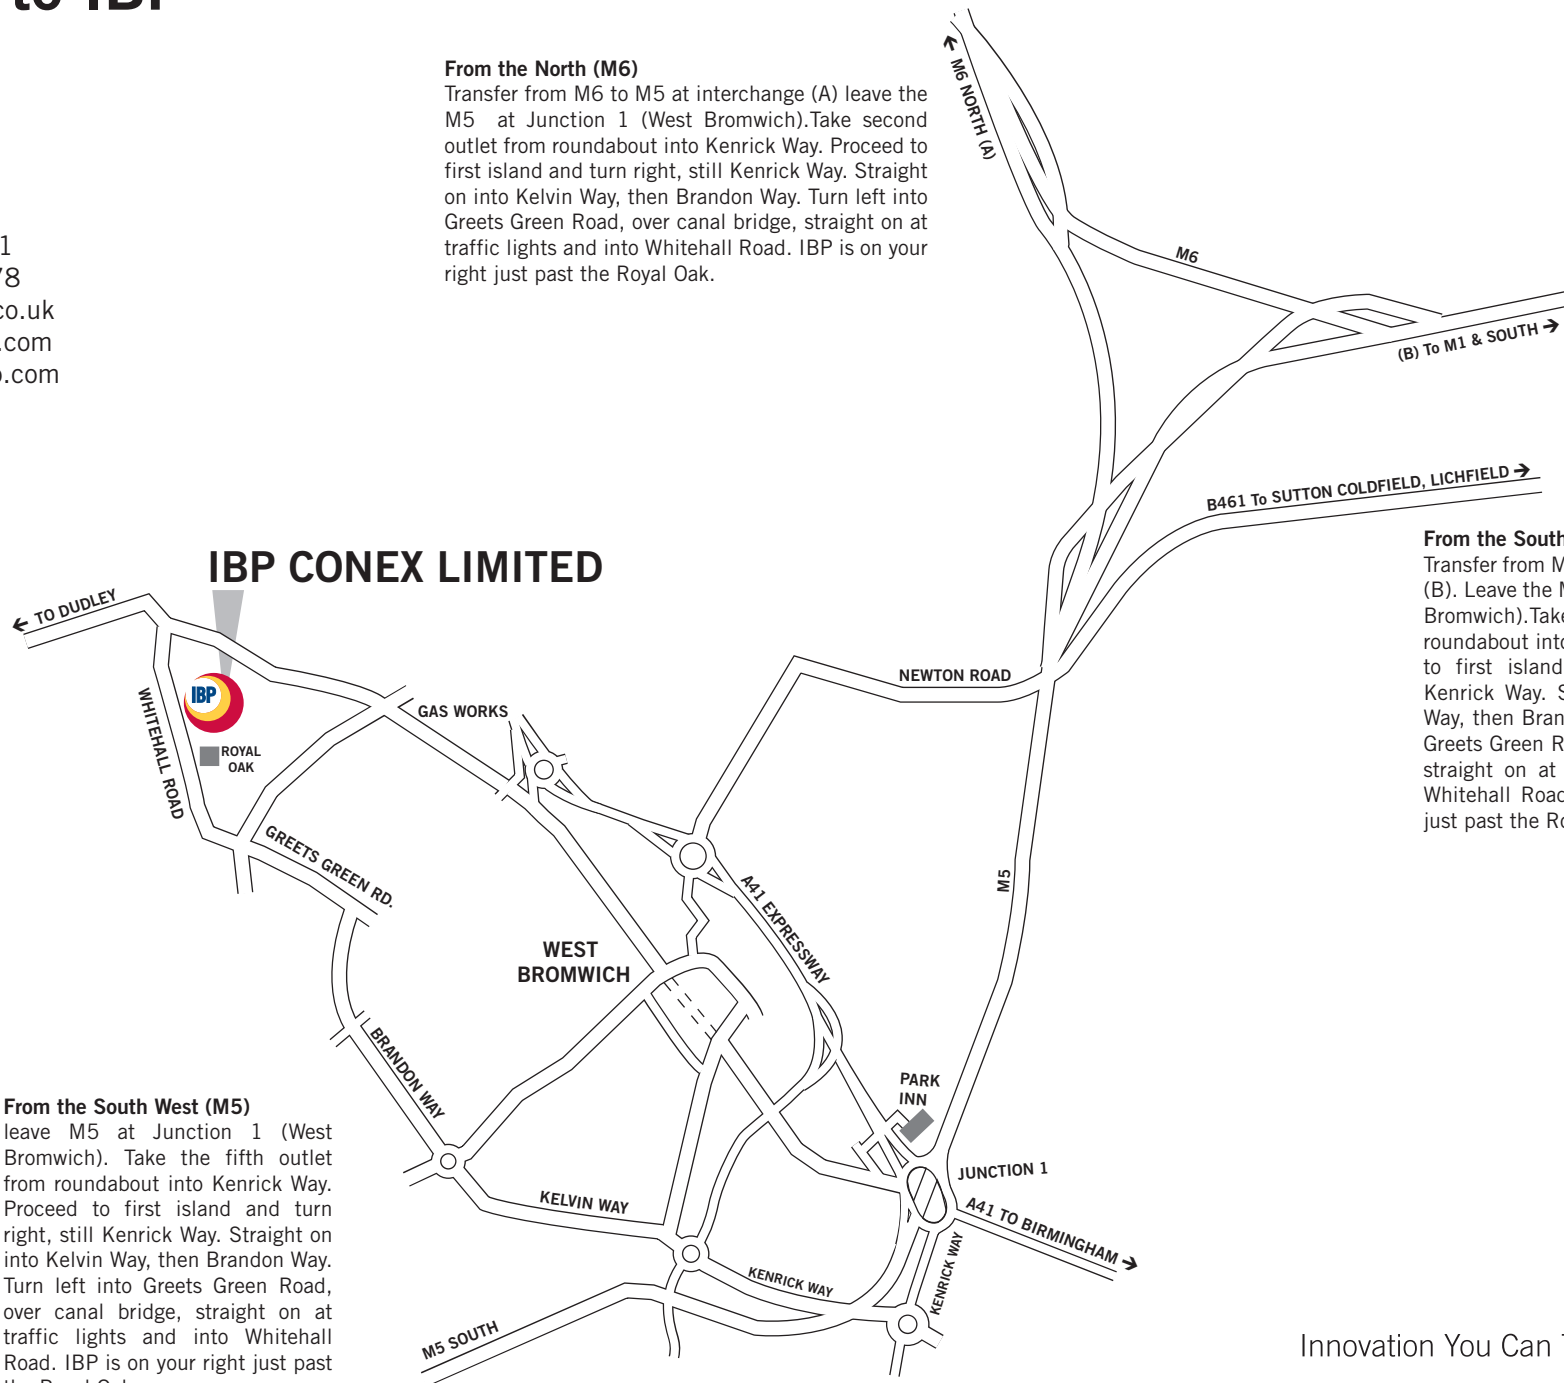 to IBP
From the North (M6)
Transfer from M6 to M5 at interchange (A) leave the
M5 at Junction 1 (West Bromwich).Take second
outlet from roundabout into Kenrick Way. Proceed to
first island and turn right, still Kenrick Way. Straight
on into Kelvin Way, then Brandon Way. Turn left into
Greets Green Road, over canal bridge, straight on at
traffic lights and into Whitehall Road. IBP is on your
right just past the Royal Oak.
1
78
co.uk
.com
.com
M6 NORTH (A)
M6
(B) To M1 & SOUTH
B461 To SUTTON COLDFIELD, LICHFIELD
From the South
Transfer from M
(B). Leave the
Bromwich).Take
roundabout into
to first island
Kenrick Way.
Way, then Bran
Greets Green R
straight on at
Whitehall Road
just past the Ro
IBP CONEX LIMITED
TO DUDLEY
IBP
WHITEHALL ROAD
ROYAL
OAK
GAS WORKS
NEWTON ROAD
GREETS GREEN RD.
A41 EXPRESSWAY
M5
WEST
BROMWICH
BRANDON WAY
PARK
INN
JUNCTION 1
A41 TO BIRMINGHAM
KELVIN WAY
KENRICK WAY
KENRICK WAY
M5 SOUTH
From the South West (M5)
leave M5 at Junction 1 (West
Bromwich). Take the fifth outlet
from roundabout into Kenrick Way.
Proceed to first island and turn
right, still Kenrick Way. Straight on
into Kelvin Way, then Brandon Way.
Turn left into Greets Green Road,
over canal bridge, straight on at
traffic lights and into Whitehall
Road. IBP is on your right just past
Innovation You Can